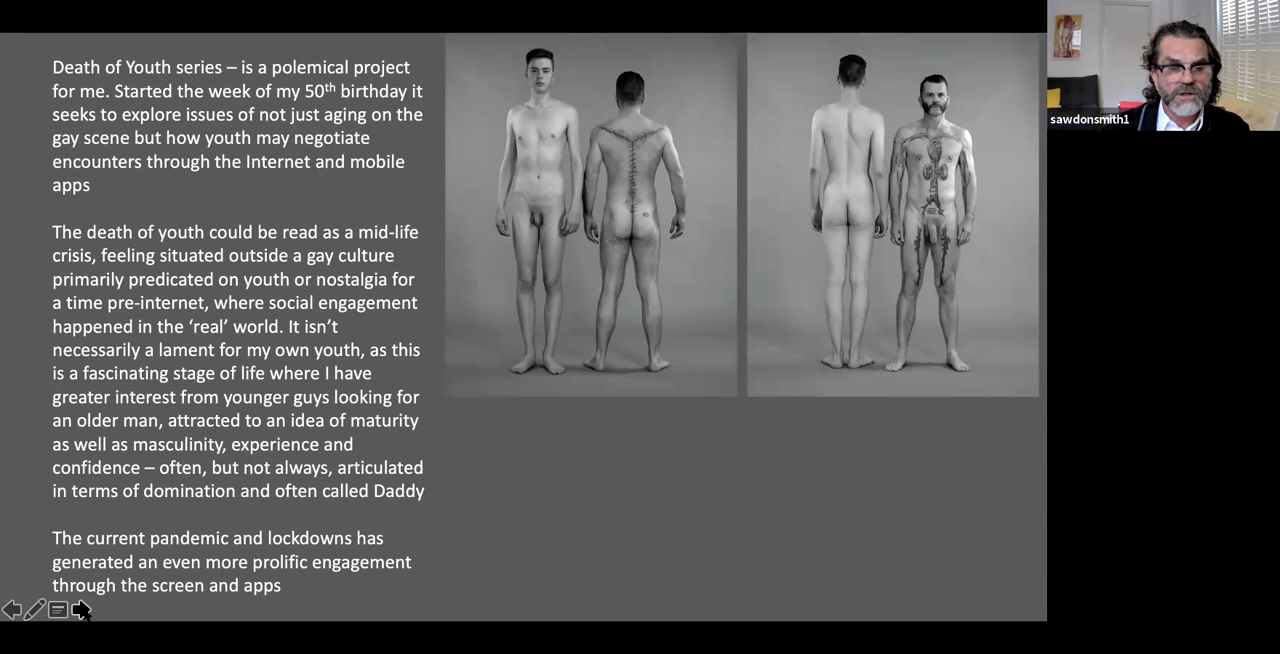 Death of Youth series – is a polemical project
for me. Started the week of my 50th birthday it
seeks to explore issues of not just aging on the
gay scene but how youth may negotiate
encounters through the Internet and mobile
apps
The death of youth could be read as a mid-life
crisis, feeling situated outside a gay culture
primarily predicated on youth or nostalgia for
a time pre-internet, where social engagement
happened in the ‘real’ world. It isn’t
necessarily a lament for my own youth, as this
is a fascinating stage of life where I have
greater interest from younger guys looking for
an older man, attracted to an idea of maturity
as well as masculinity, experience and
confidence – often, but not always, articulated
in terms of domination and often called Daddy
The current pandemic and lockdowns has
generated an even more prolific engagement
through the screen and apps
sawdonsmith1